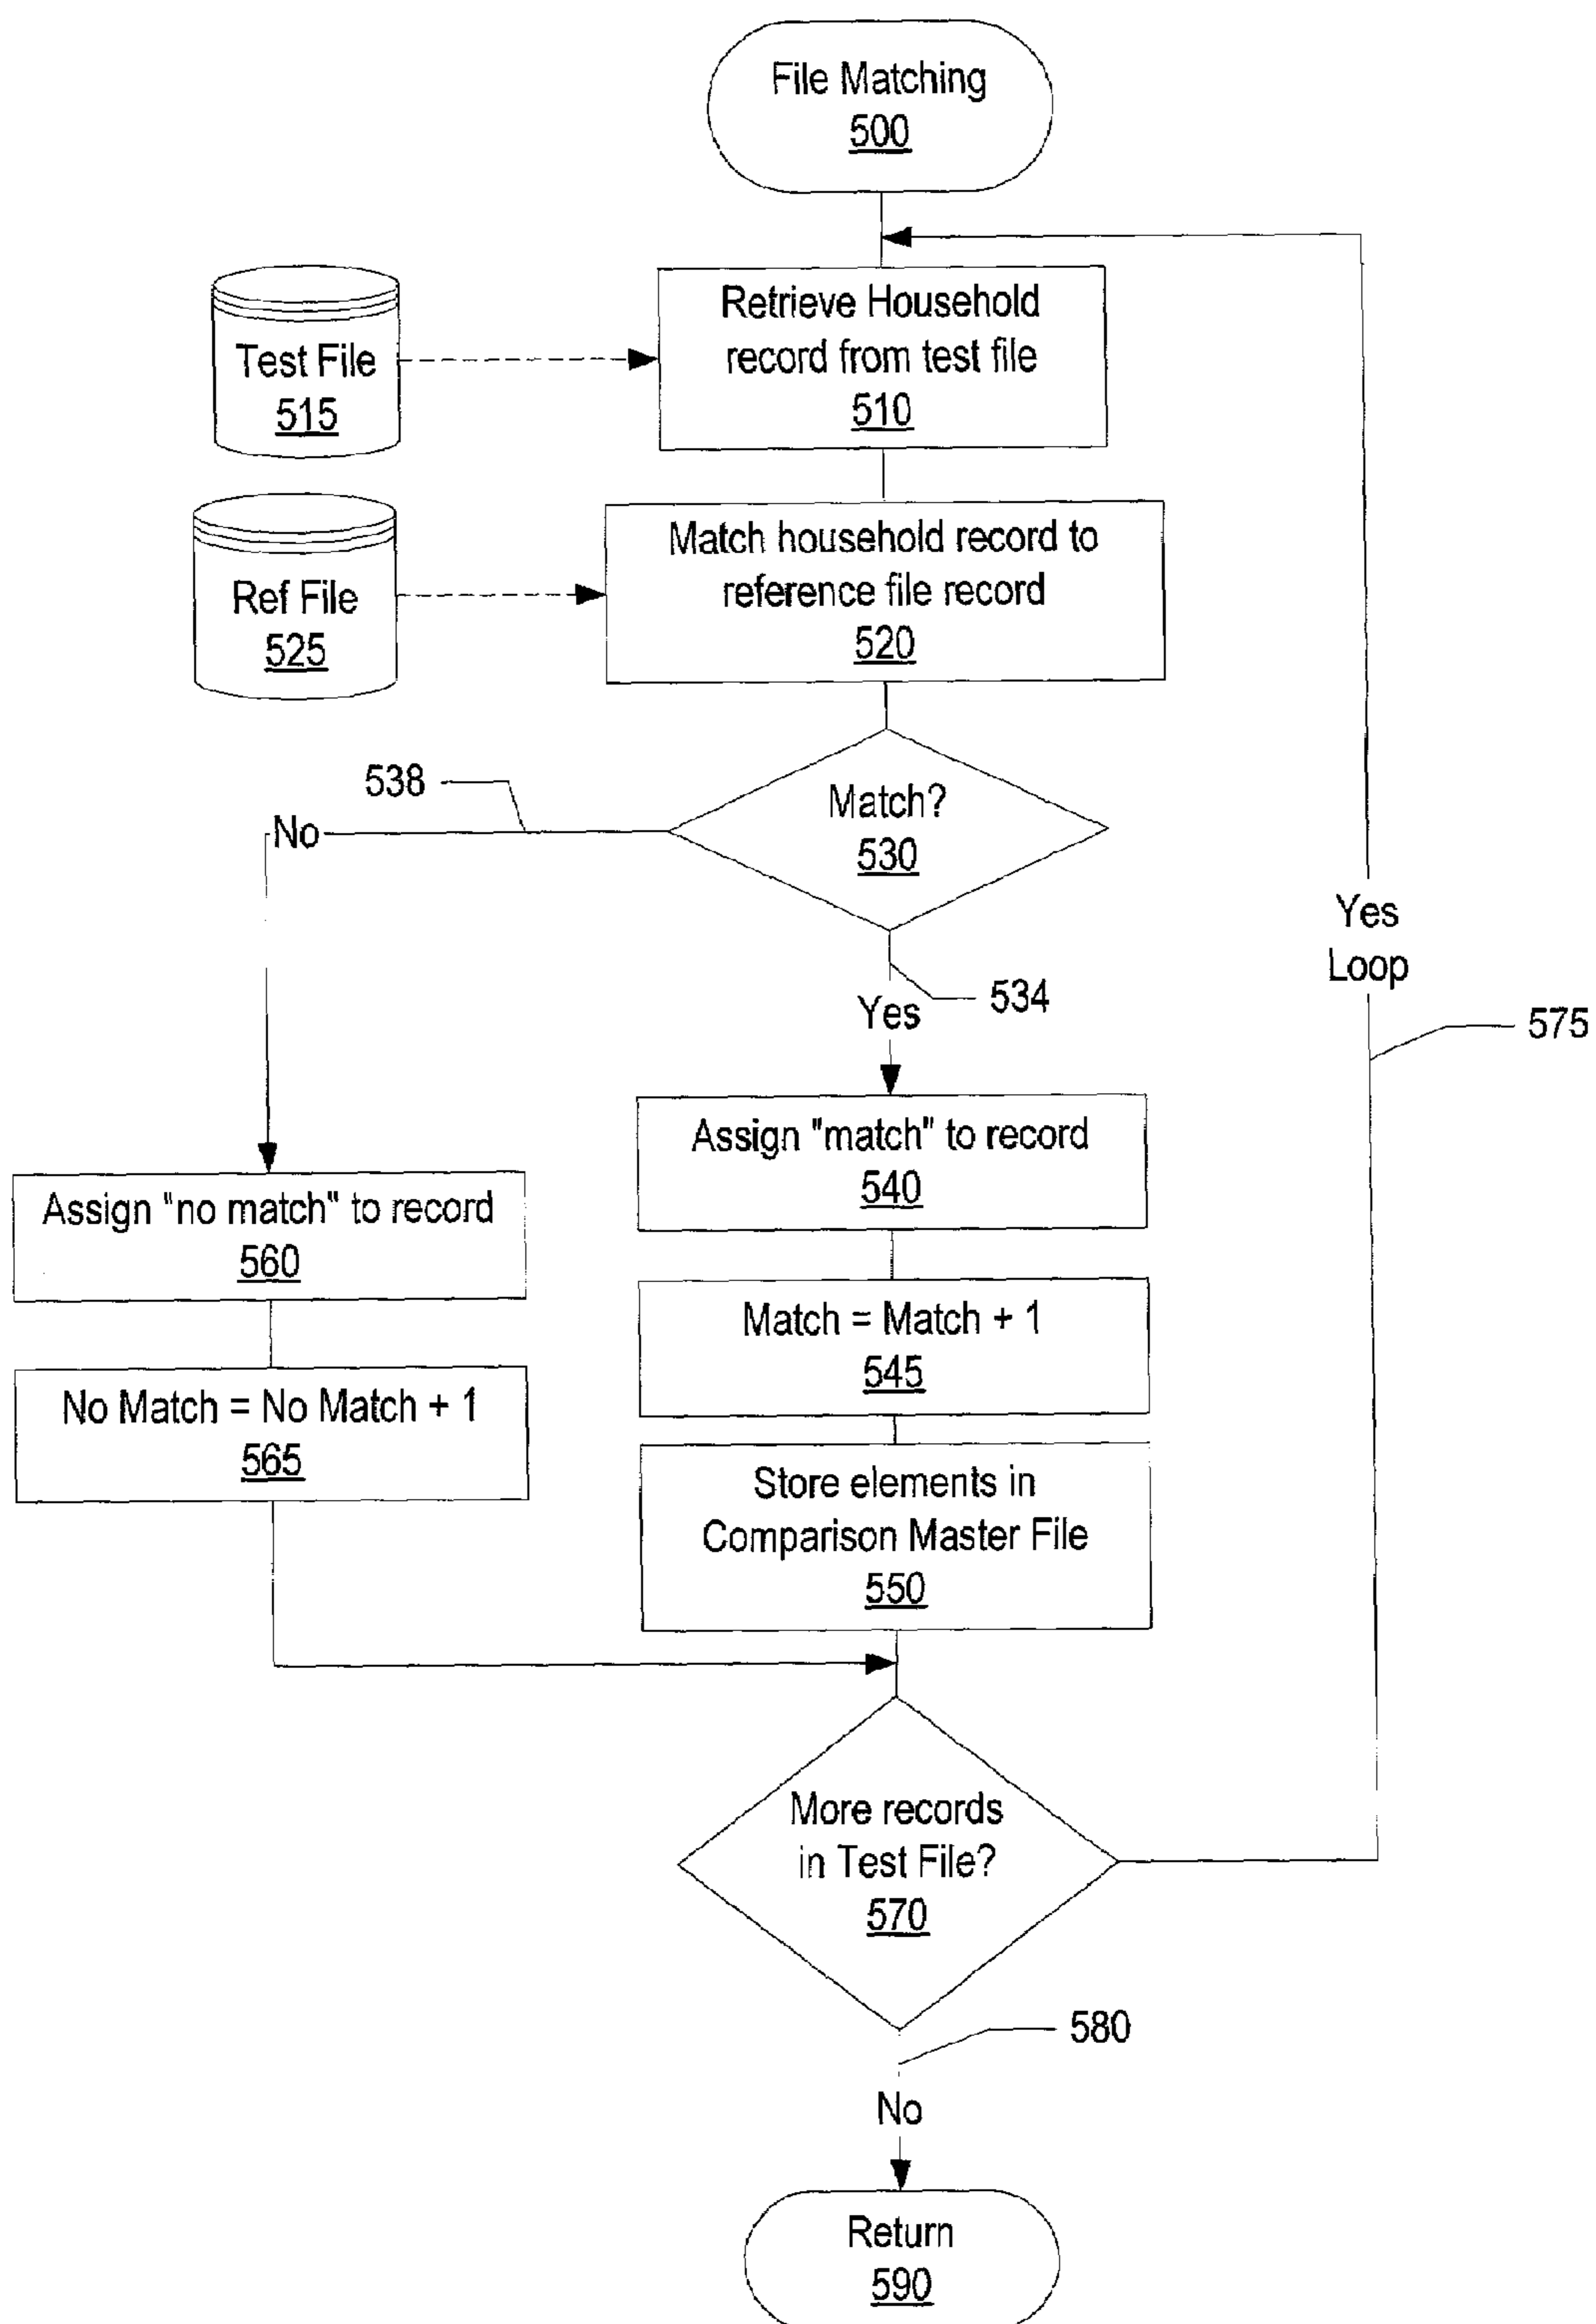 File Matching
500
Retrieve Household
record from test file
510
Test File
515
Match household record to
reference file record
520
Ref File
525
Match?
530
538
No
534
Yes
Yes
Loop
575
Assign "match" to record
540
Assign "no match" to record
560
Match = Match + 1
545
No Match = No Match + 1
565
Store elements in
Comparison Master File
550
More records
in Test File?
570
580
No
Return
590